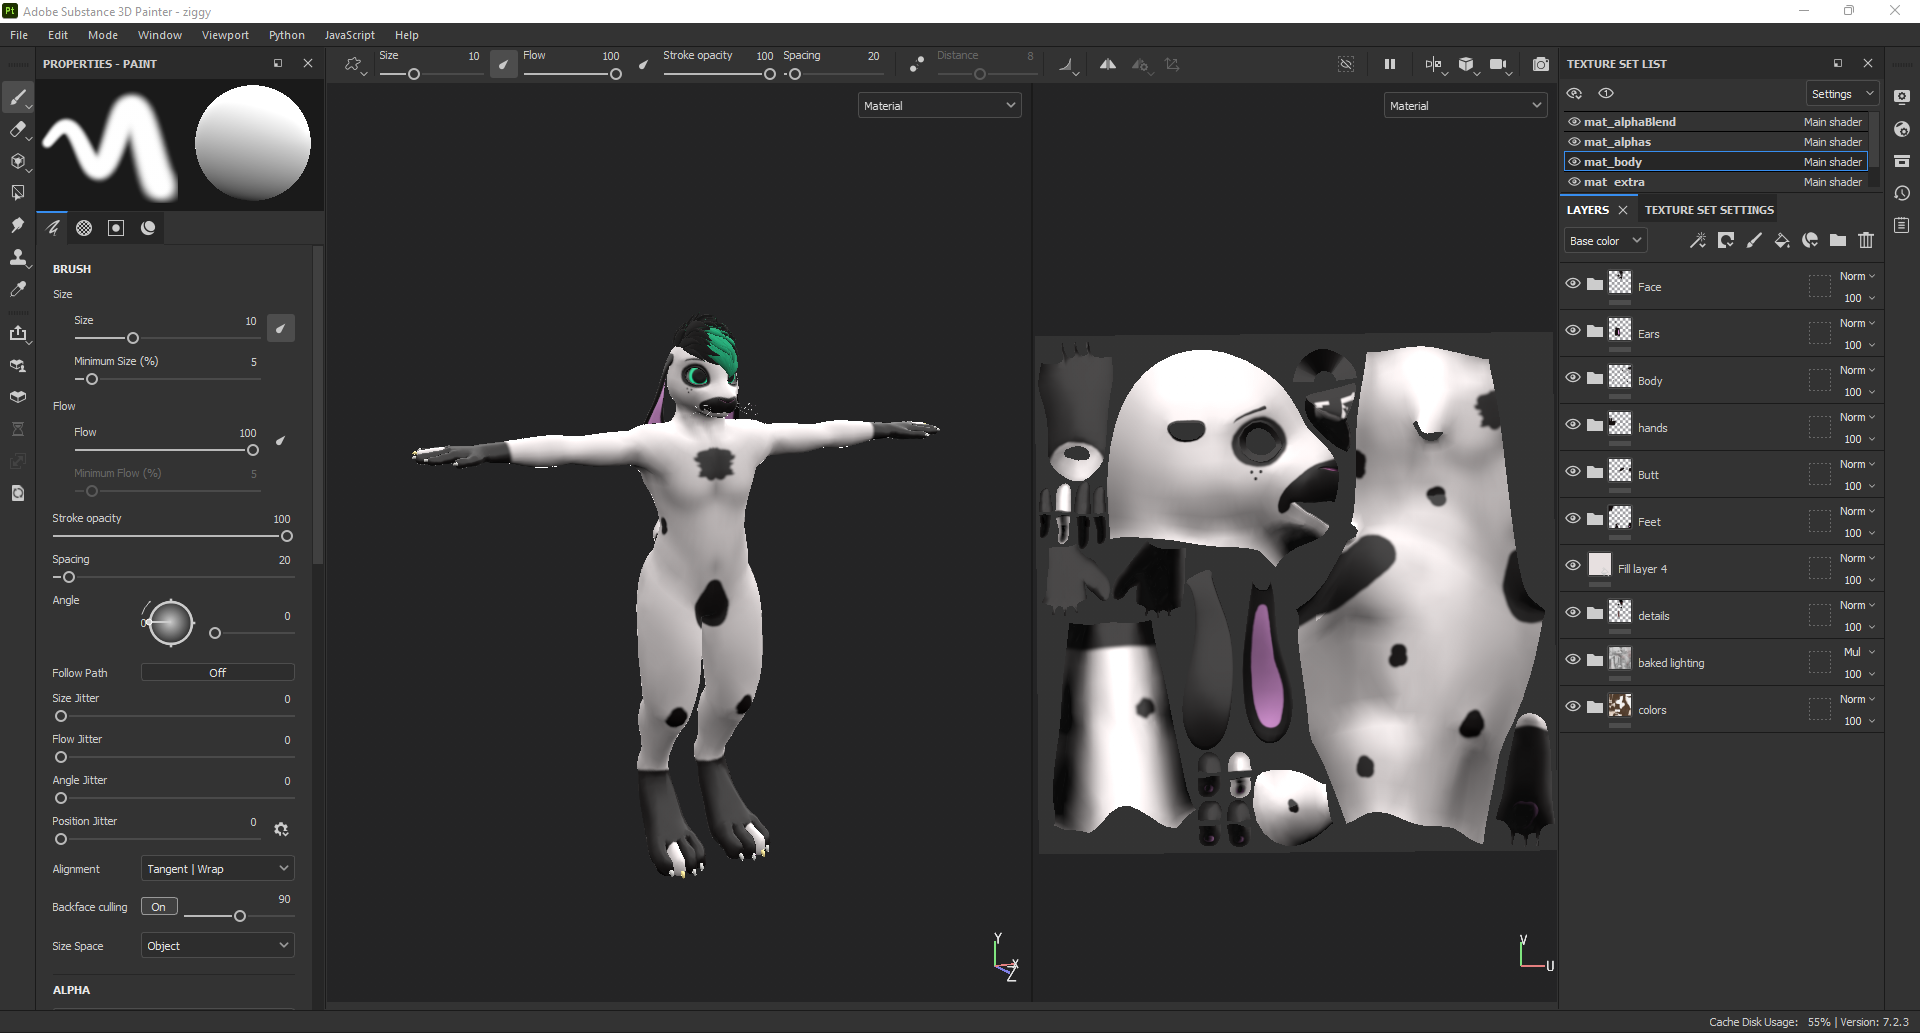 Pt Adobe Substance 3D Painter - ziggy
File Edit Mode Window Viewport Python JavaScript Help
PROPERTIES - PAINT
Size 10 Flow 100 Stroke opacity 100 Spacing 20 Distance 8
Material
Material
BRUSH
Size
Size 10
Minimum Size (%) 5
Flow
Flow 100
Minimum Flow (%) 5
Stroke opacity 100
Spacing 20
Angle 0
0
Follow Path Off
Size Jitter 0
Flow Jitter 0
Angle Jitter 0
Position Jitter 0
Alignment Tangent | Wrap
Backface culling On 90
Size Space Object
ALPHA
Y
X
Z
V
U
TEXTURE SET LIST
Settings
mat_alphaBlend Main shader
mat_alphas Main shader
mat_body Main shader
mat_extra Main shader
LAYERS TEXTURE SET SETTINGS
Base color
Face Norm 100
Ears Norm 100
Body Norm 100
hands Norm 100
Butt Norm 100
Feet Norm 100
Fill layer 4 Norm 100
details Norm 100
baked lighting Mul 100
colors Norm 100
Cache Disk Usage: 55% | Version: 7.2.3